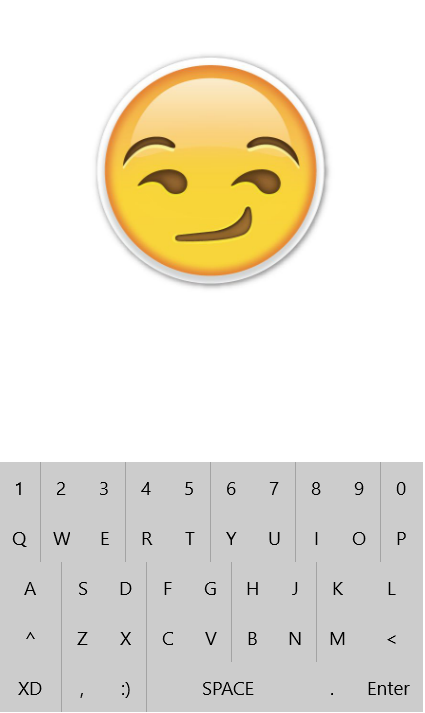 1 2 3 4 5 6 7 8 9 0
Q W E R T Y U I O P
A S D F G H J K L
^ Z X C V B N M <
XD , :) SPACE . Enter